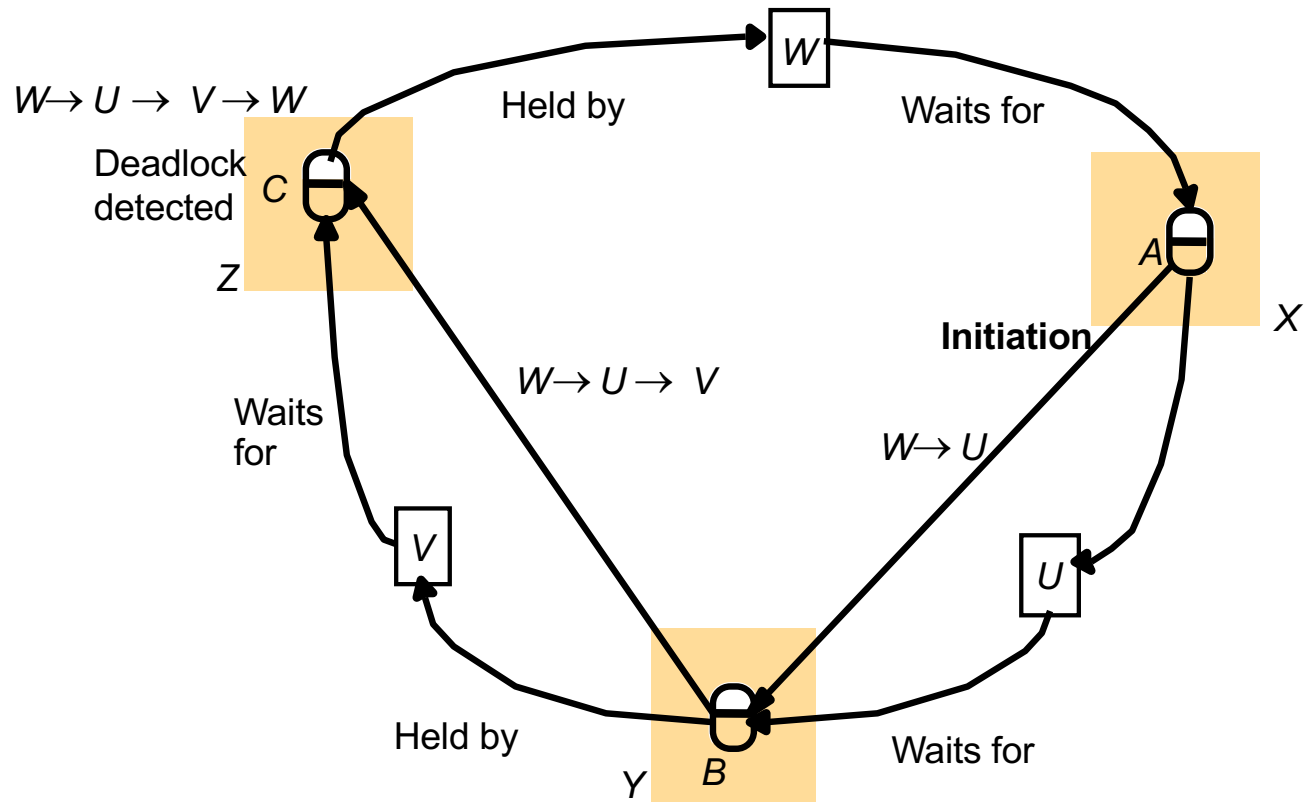 W
W→ U → V → W
Held by
Waits for
Deadlock
detected
C
A
Z
X
Initiation
W→ U → V
Waits
for
W→ U
V
U
Held by
Waits for
B
Y